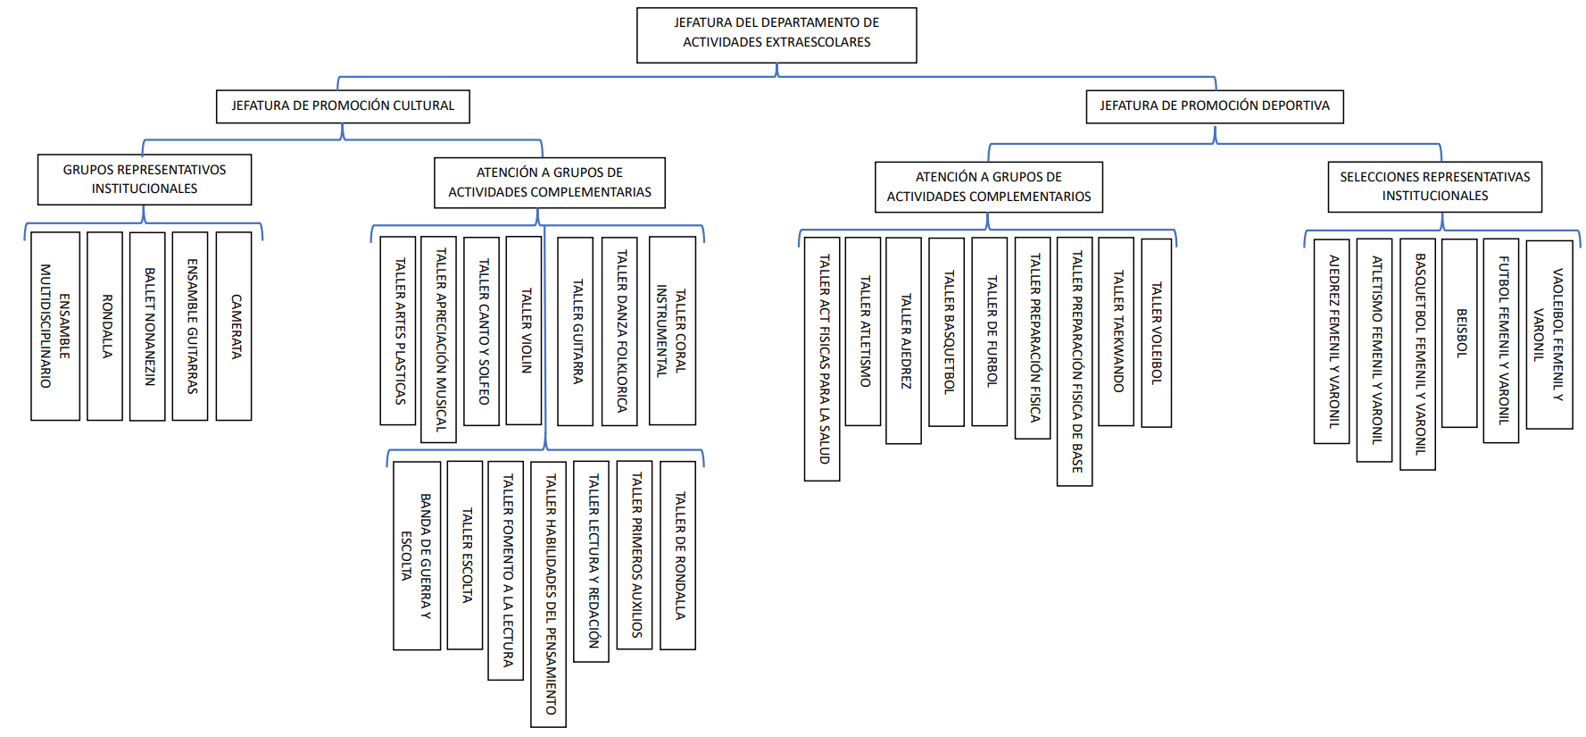 JEFATURA DEL DEPARTAMENTO DE
ACTIVIDADES EXTRAESCOLARES
JEFATURA DE PROMOCIÓN CULTURAL
JEFATURA DE PROMOCIÓN DEPORTIVA
GRUPOS REPRESENTATIVOS
INSTITUCIONALES
ATENCIÓN A GRUPOS DE
ACTIVIDADES COMPLEMENTARIAS
ATENCIÓN A GRUPOS DE
ACTIVIDADES COMPLEMENTARIOS
SELECCIONES REPRESENTATIVAS
INSTITUCIONALES
ENSAMBLE
MULTIDISCIPLINARIO
RONDALLA
BALLET NONANEZIN
ENSAMBLE GUITARRAS
CAMERATA
TALLER ARTES PLASTICAS
TALLER APRECIACIÓN MUSICAL
TALLER CANTO Y SOLFEO
TALLER VIOLIN
TALLER GUITARRA
TALLER DANZA FOLKLORICA
TALLER CORAL
INSTRUMENTAL
BANDA DE GUERRA Y
ESCOLTA
TALLER ESCOLTA
TALLER FOMENTO A LA LECTURA
TALLER HABILIDADES DEL PENSAMIENTO
TALLER LECTURA Y REDACIÓN
TALLER PRIMEROS AUXILIOS
TALLER DE RONDALLA
TALLER ACT FISICAS PARA LA SALUD
TALLER ATLETISMO
TALLER AJEDREZ
TALLER BASQUETBOL
TALLER DE FURBOL
TALLER PREPARACIÓN FISICA
TALLER PREPARACIÓN FISICA DE BASE
TALLER TAEKWANDO
TALLER VOLEIBOL
AJEDREZ FEMENIL Y VARONIL
ATLETISMO FEMENIL Y VARONIL
BASQUETBOL FEMENIL Y VARONIL
BEISBOL
FUTBOL FEMENIL Y VARONIL
VAOLEIBOL FEMENIL Y
VARONIL